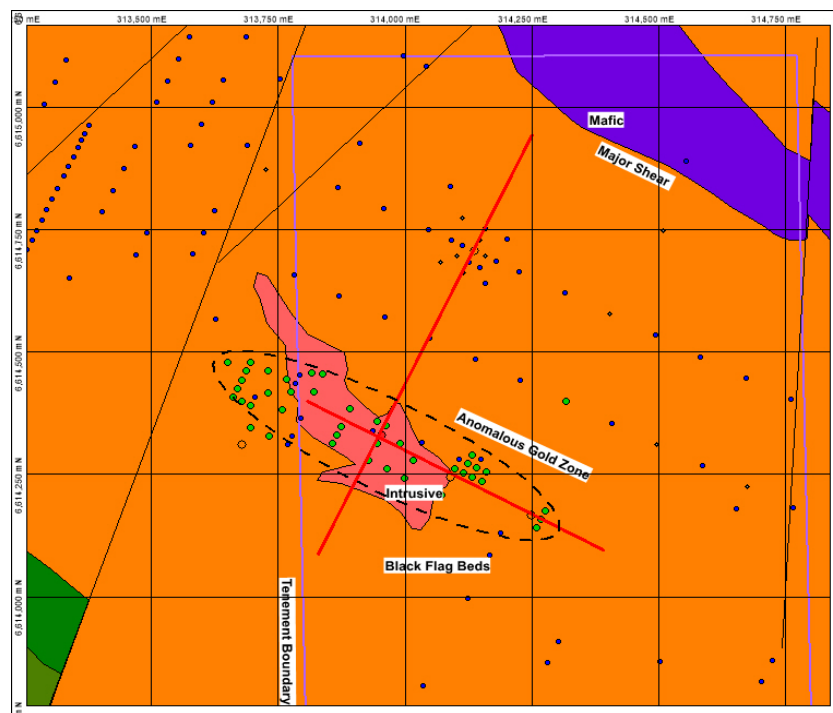 313,500 mE
313,750 mE
314,000 mE
314,250 mE
314,500 mE
314,750 mE
6,615,000 mN
Mafic
Major Shear
6,614,750 mN
6,614,500 mN
Anomalous Gold Zone
6,614,250 mN
Intrusive
Black Flag Beds
6,614,000 mN
Tenement Boundary